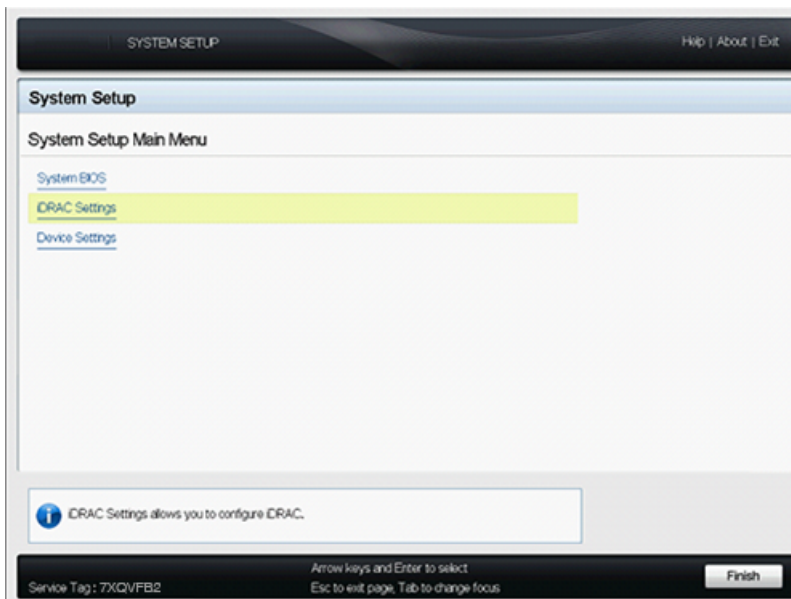 SYSTEM SETUP
Help | About | Exit
System Setup
System Setup Main Menu
System BIOS
iDRAC Settings
Device Settings
iDRAC Settings allows you to configure iDRAC.
Service Tag : 7XQVFB2
Arrow keys and Enter to select
Esc to exit page, Tab to change focus
Finish